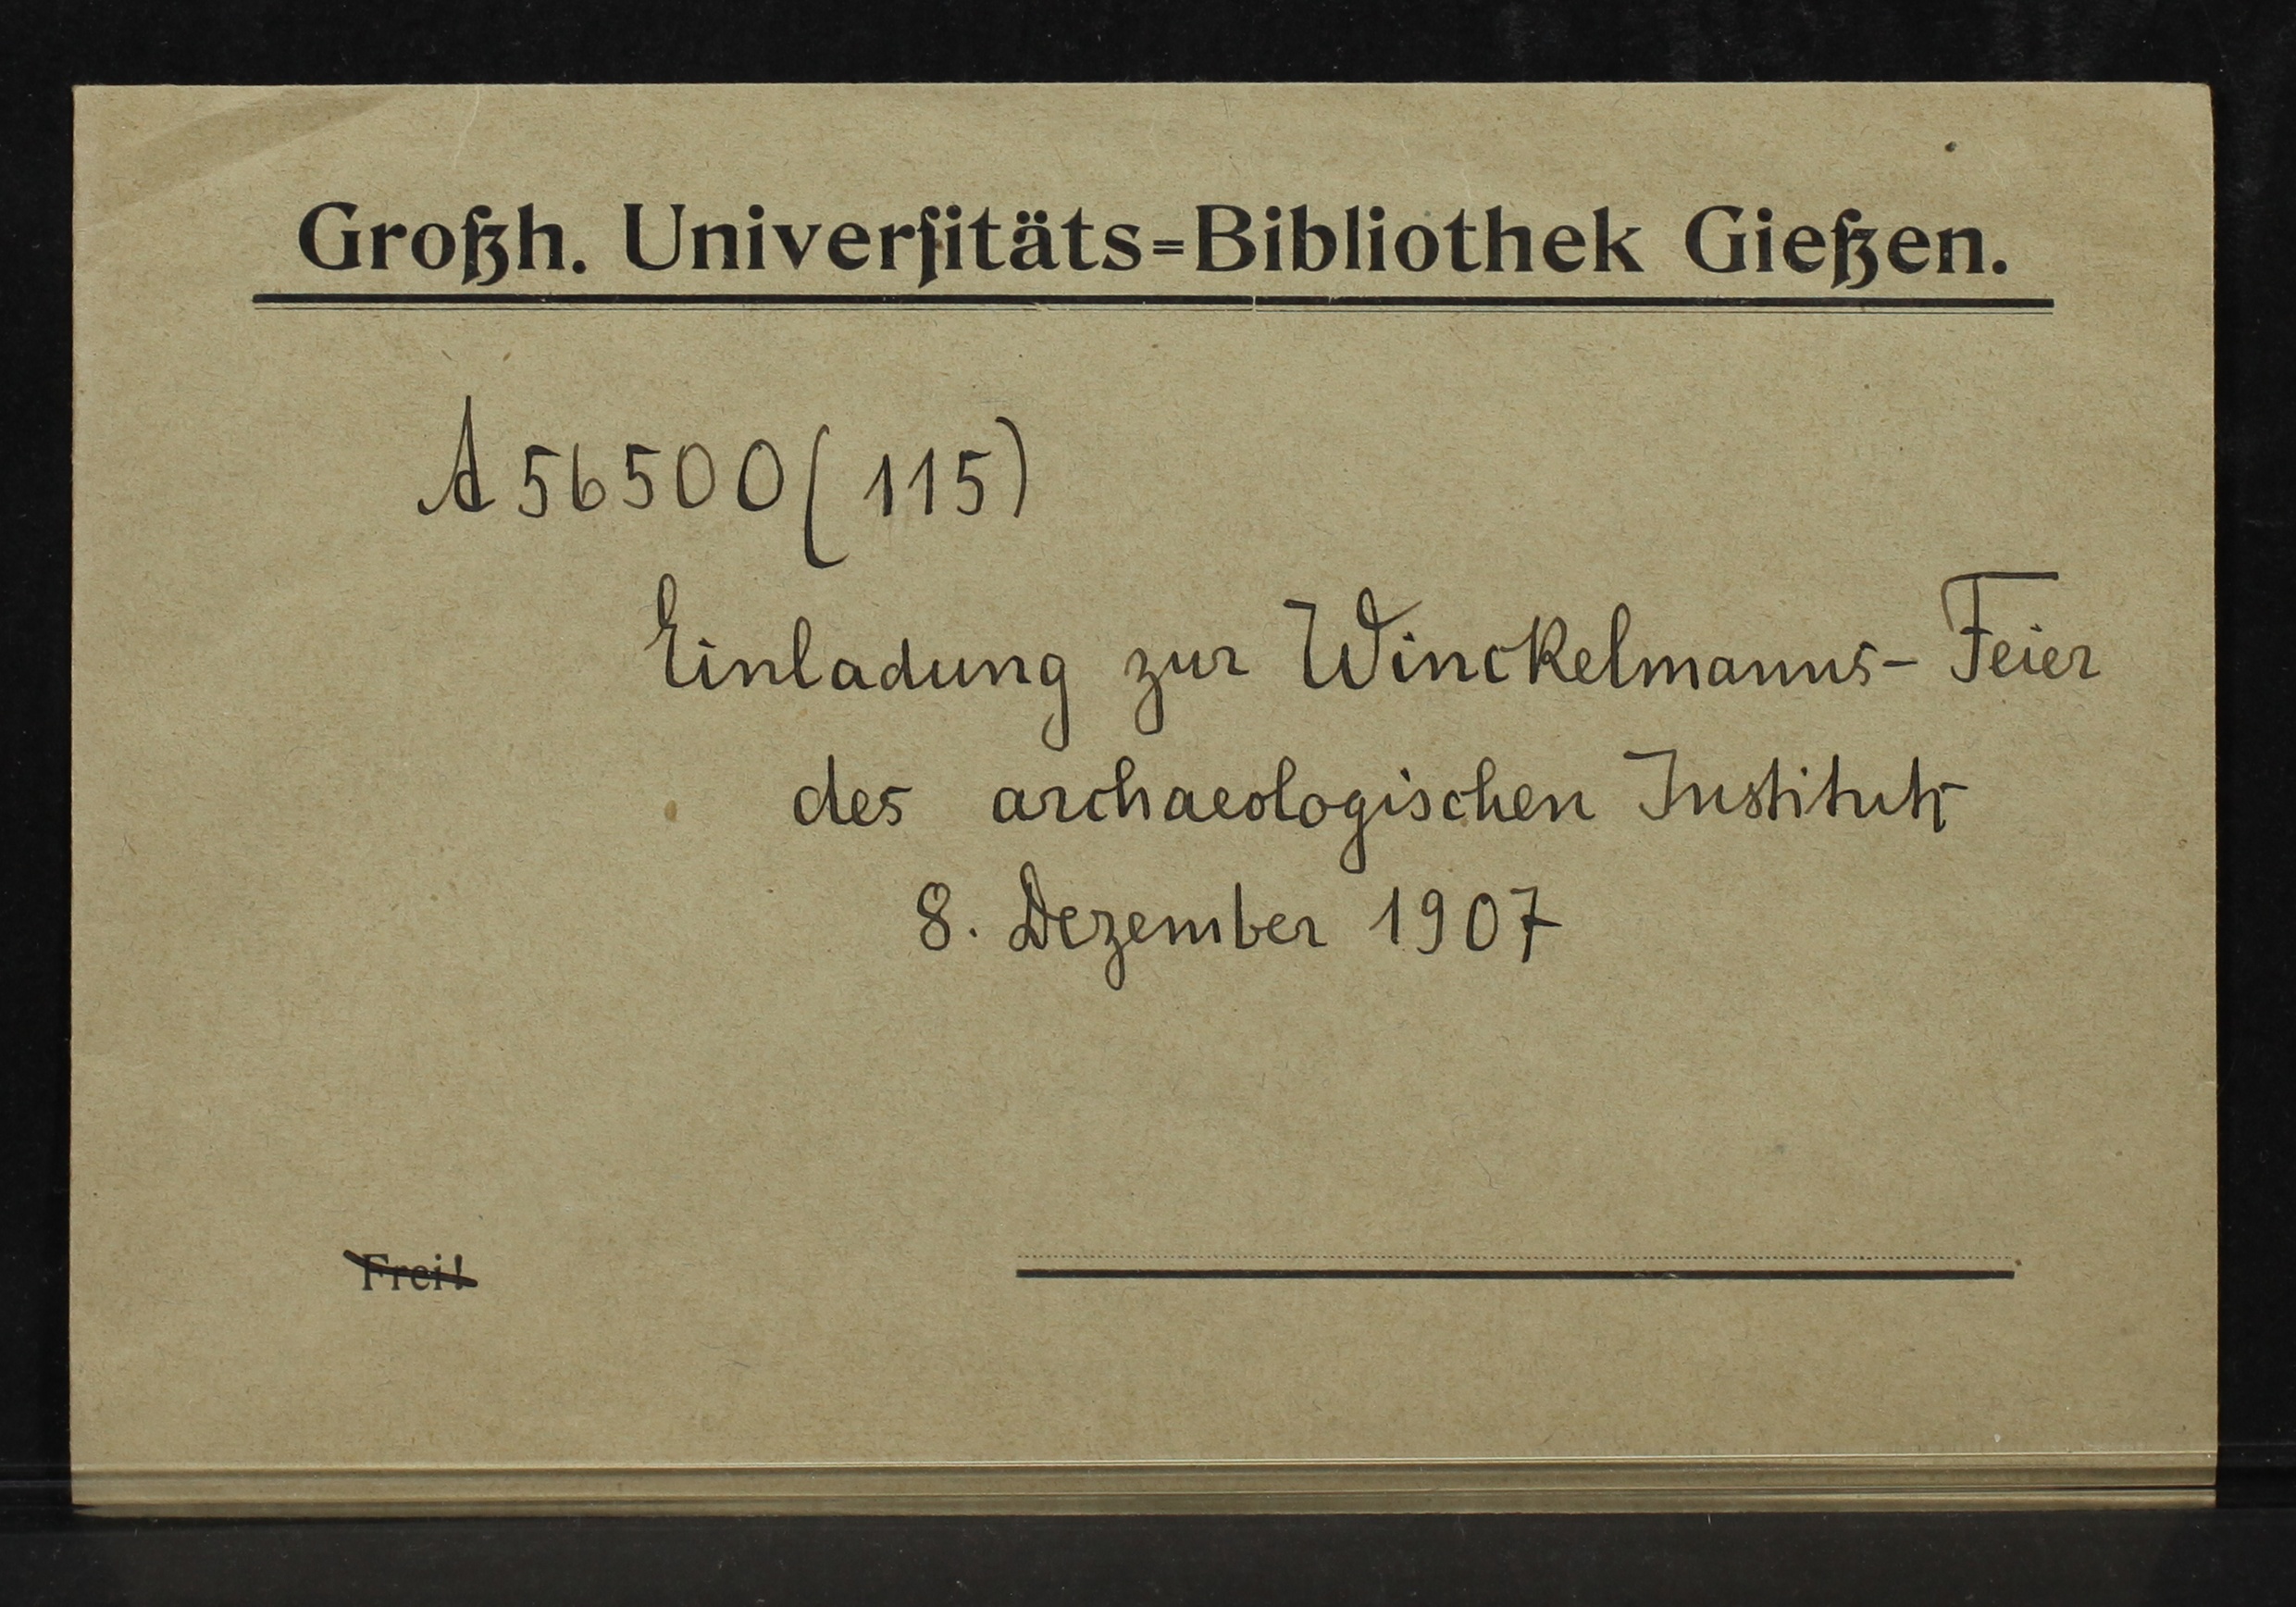 Großh. Univerſitäts=Bibliothek Gießen.
A 56500 (115)
Einladung zur Winckelmanns-Feier
des archaeologischen Instituts
8. Dezember 1907
Frei!